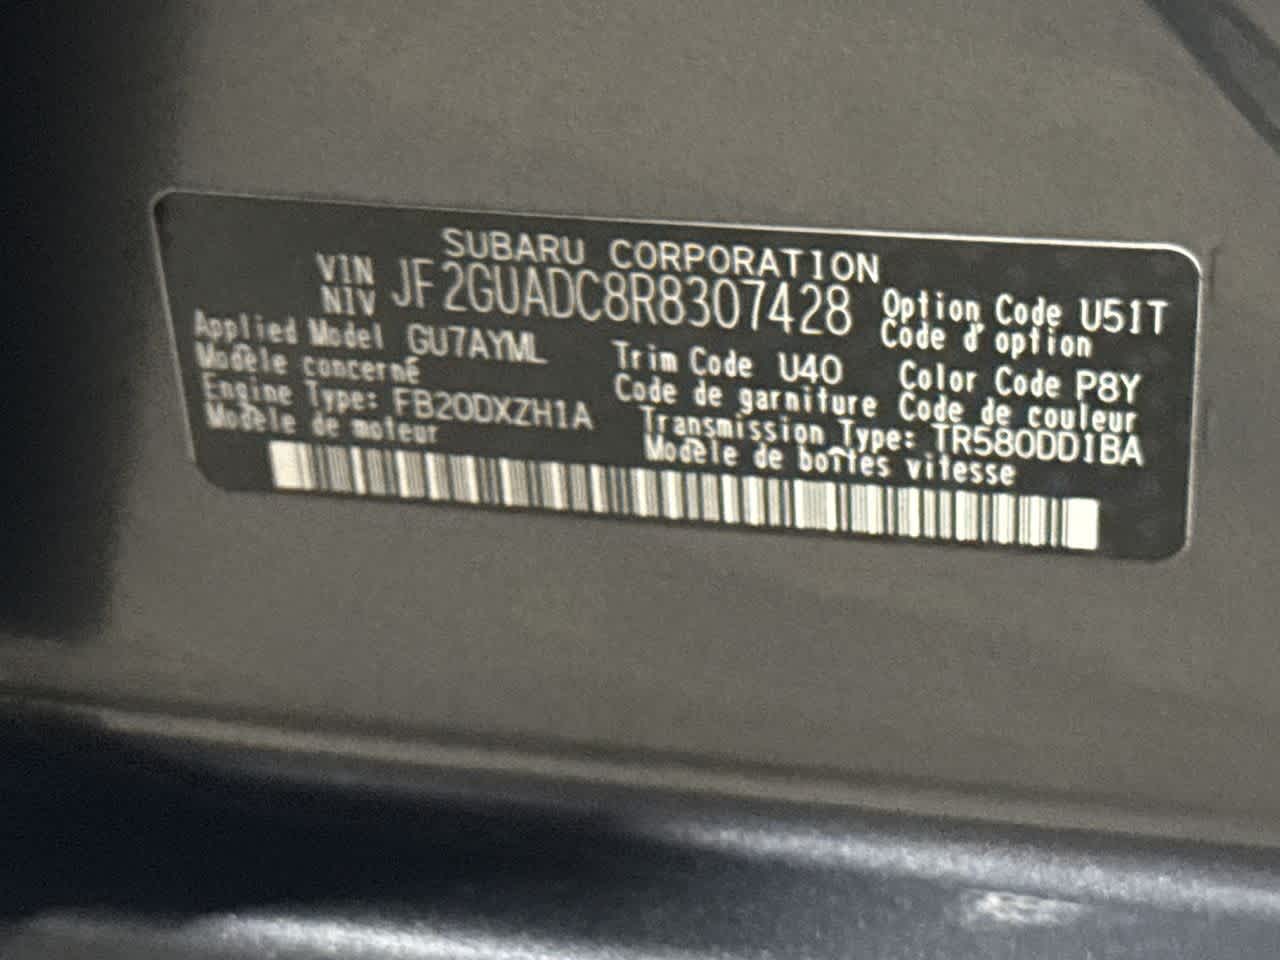 SUBARU CORPORATION
VIN JF2GUADC8R8307428
NIV
Option Code U51T
Code d'option
Applied Model GU7AYML
Modèle concerné
Trim Code U40
Code de garniture
Color Code P8Y
Code de couleur
Engine Type: FB20DXZH1A
Modèle de moteur
Transmission Type: TR580DD1BA
Modèle de boîtes vitesse